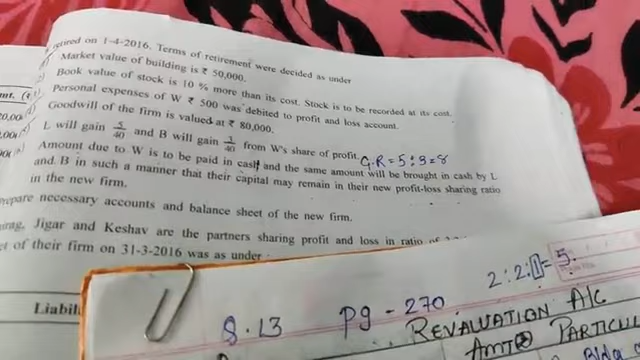 retired on 1-4-2016. Terms of retirement were decided as under
Market value of building is ₹ 50,000.
Book value of stock is 10 % more than its cost. Stock is to be recorded at its cost.
Personal expenses of W ₹ 500 was debited to profit and loss account.
Goodwill of the firm is valued at ₹ 80,000.
L will gain 5/40 and B will gain 3/40 from W's share of profit. G.R = 5:3=8
Amount due to W is to be paid in cash and the same amount will be brought in cash by L
and B in such a manner that their capital may remain in their new profit-loss sharing ratio
in the new firm.
Prepare necessary accounts and balance sheet of the new firm.
Jigar and Keshav are the partners sharing profit and loss in ratio of
of their firm on 31-3-2016 was as under :
Liabil
2:2:1=5
8.13 Pg - 270
REVALUATION A/C
AMT PARTICUL
Bldg